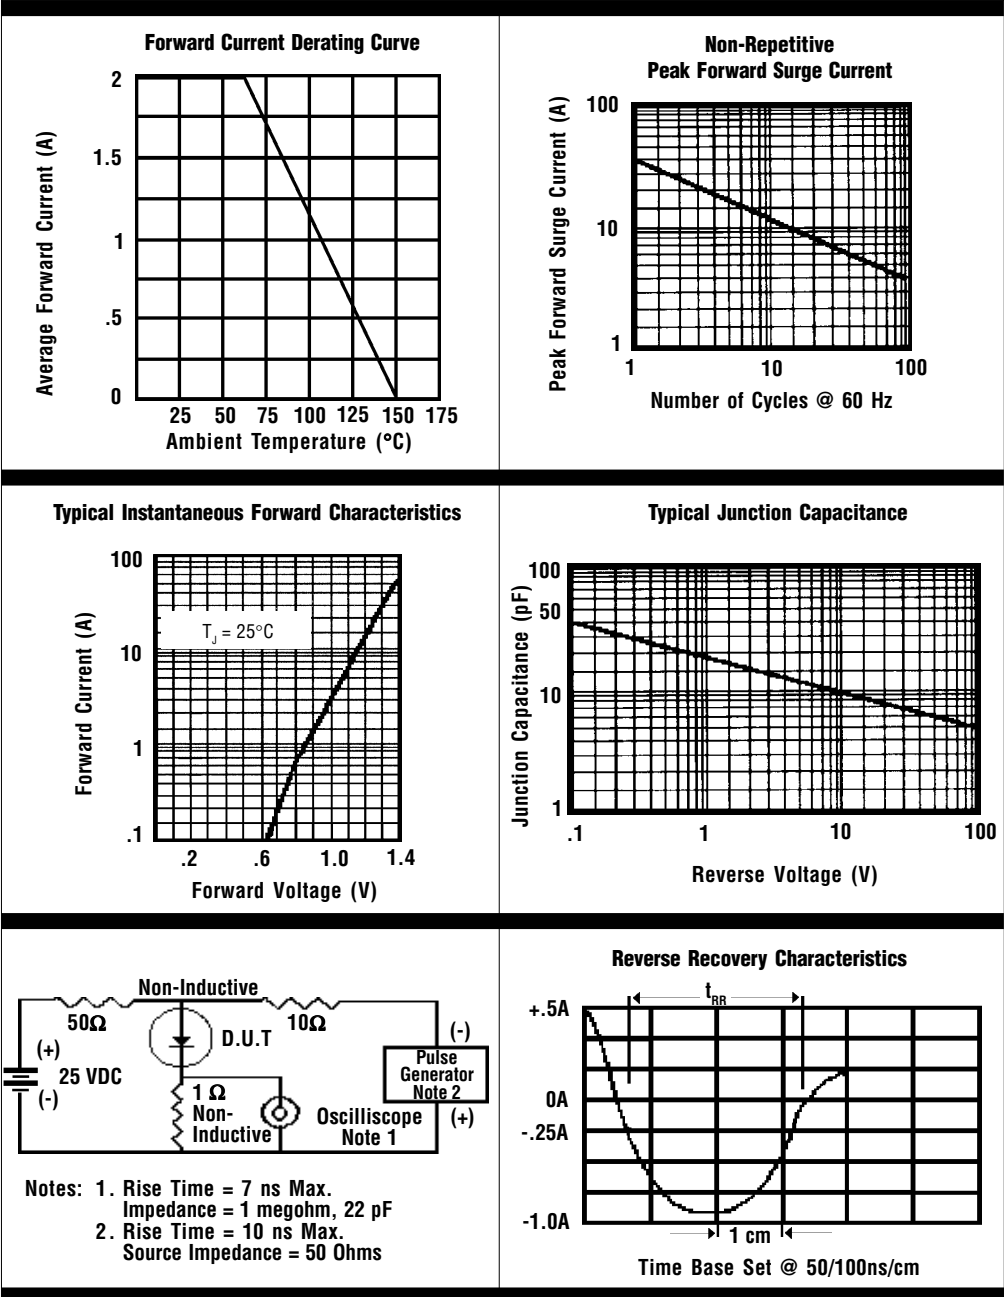 Forward Current Derating Curve
Average Forward Current (A)
2
1.5
1
.5
0
25 50 75 100 125 150 175
Ambient Temperature (°C)
Non-Repetitive
Peak Forward Surge Current
Peak Forward Surge Current (A)
100
10
1
1 10 100
Number of Cycles @ 60 Hz
Typical Instantaneous Forward Characteristics
Forward Current (A)
100
10
1
.1
TJ = 25°C
.2 .6 1.0 1.4
Forward Voltage (V)
Typical Junction Capacitance
Junction Capacitance (pF)
100
50
10
1
.1 1 10 100
Reverse Voltage (V)
Non-Inductive
50Ω
10Ω
D.U.T
(+)
25 VDC
(-)
1 Ω
Non-
Inductive
Oscilliscope
Note 1
(-)
Pulse
Generator
Note 2
(+)
Notes: 1. Rise Time = 7 ns Max.
Impedance = 1 megohm, 22 pF
2. Rise Time = 10 ns Max.
Source Impedance = 50 Ohms
Reverse Recovery Characteristics
tRR
+.5A
0A
-.25A
-1.0A
1 cm
Time Base Set @ 50/100ns/cm